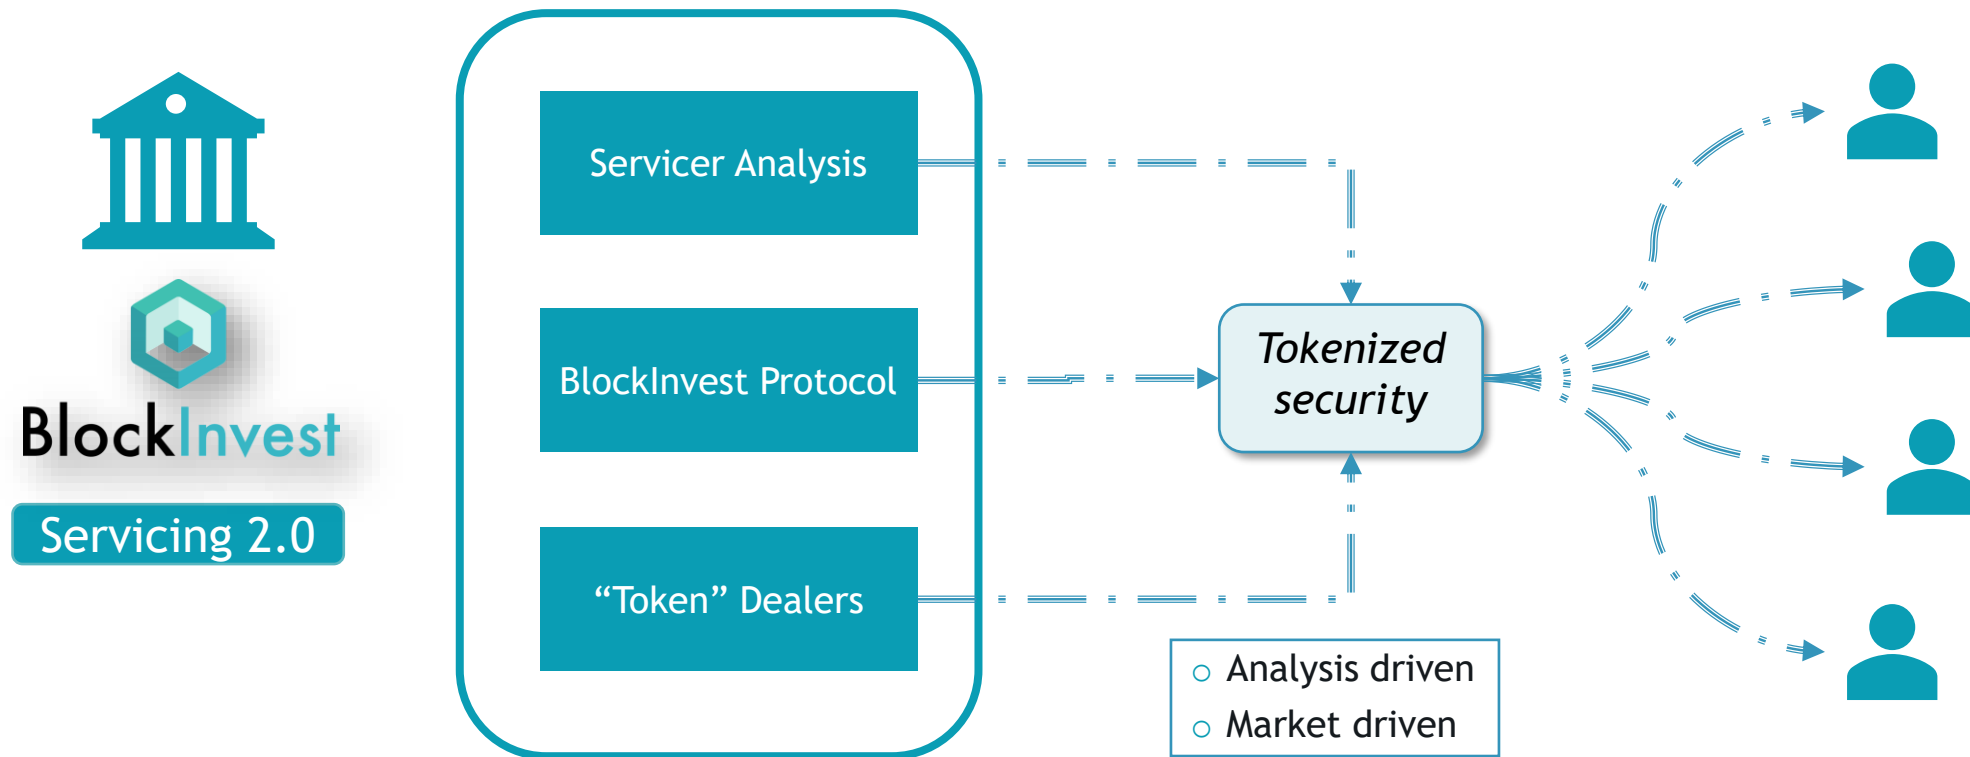 BlockInvest
Servicing 2.0
Servicer Analysis
BlockInvest Protocol
“Token” Dealers
Tokenized
security
Analysis driven
Market driven